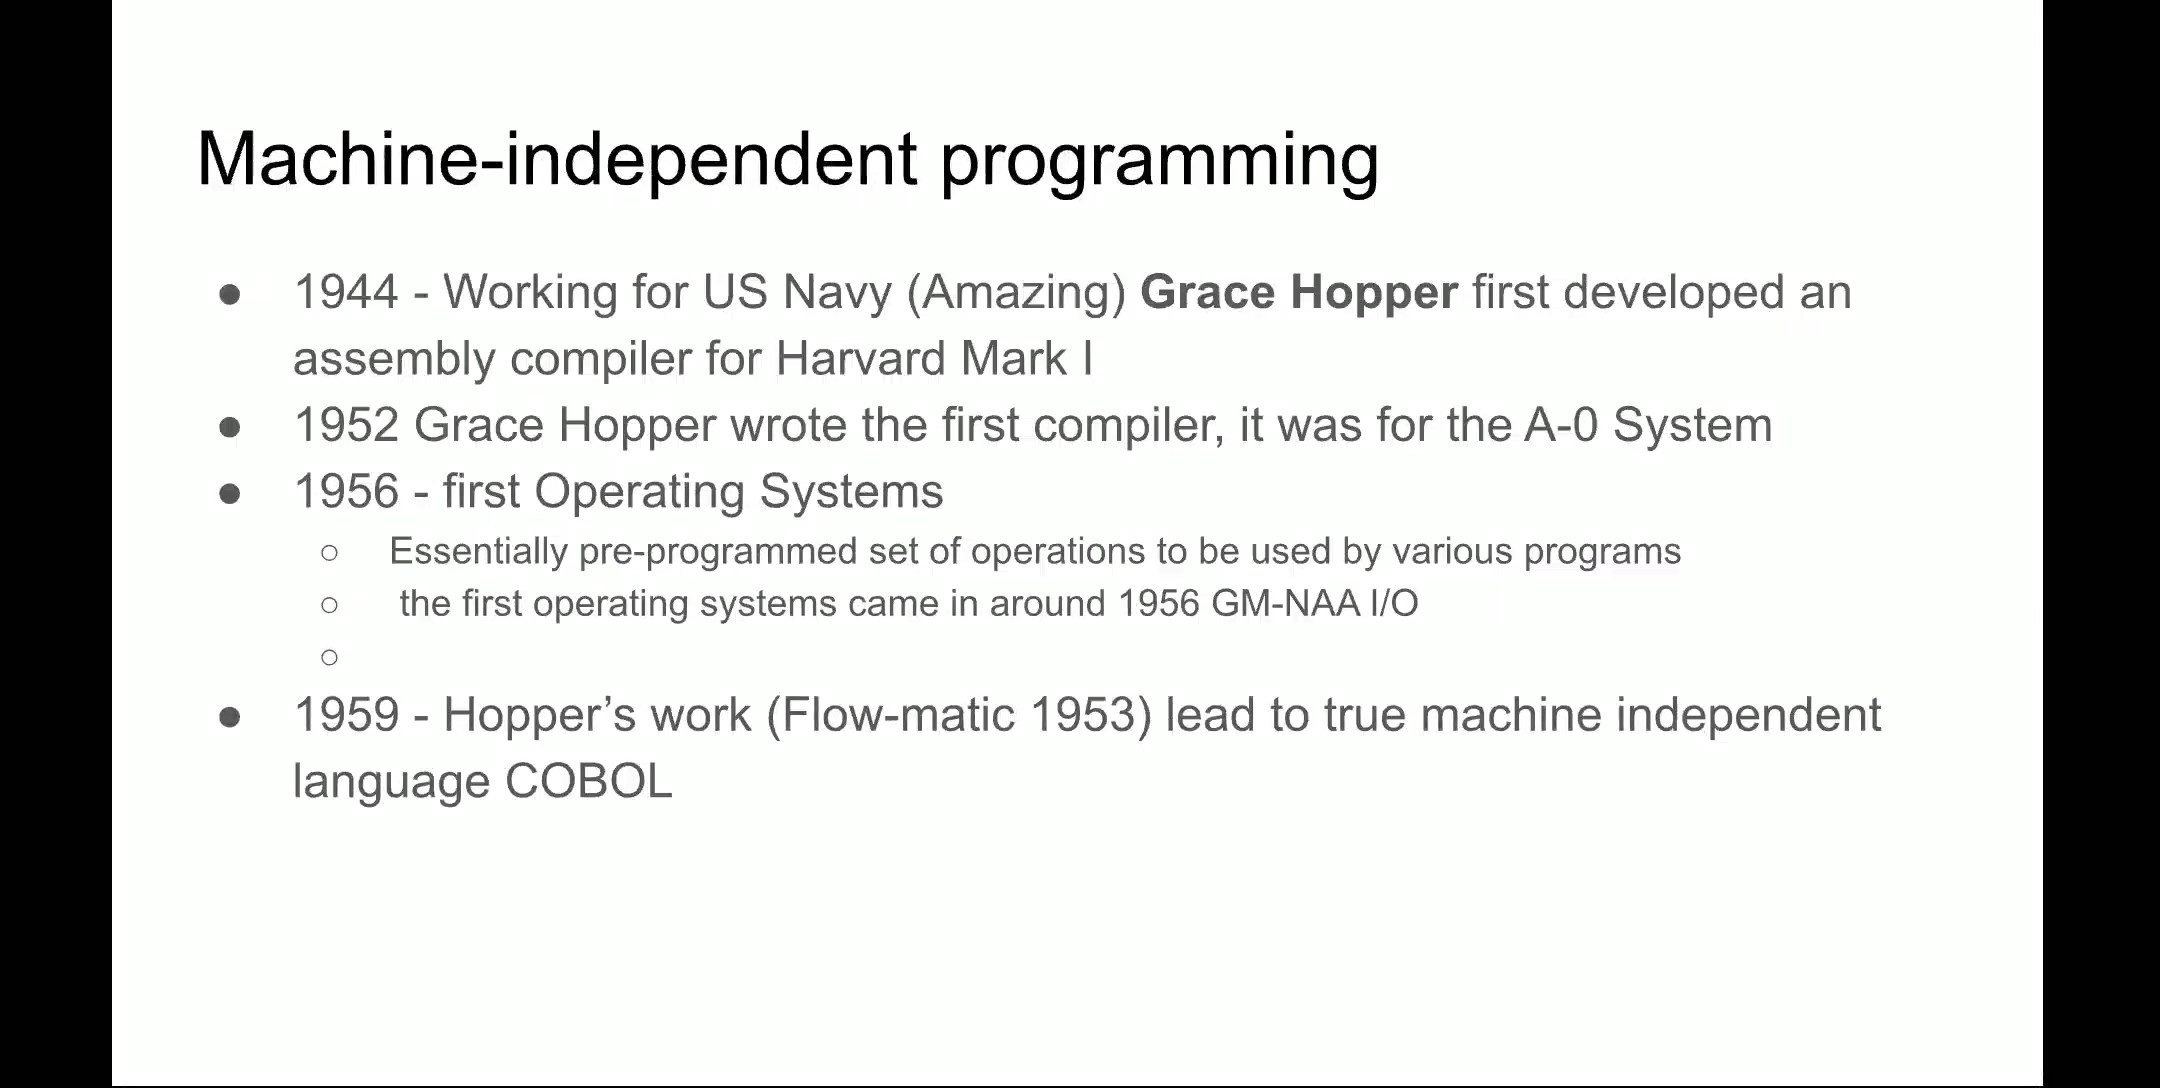 Machine-independent programming
● 1944 - Working for US Navy (Amazing) Grace Hopper first developed an
assembly compiler for Harvard Mark I
● 1952 Grace Hopper wrote the first compiler, it was for the A-0 System
● 1956 - first Operating Systems
○ Essentially pre-programmed set of operations to be used by various programs
○ the first operating systems came in around 1956 GM-NAA I/O
○
● 1959 - Hopper’s work (Flow-matic 1953) lead to true machine independent
language COBOL